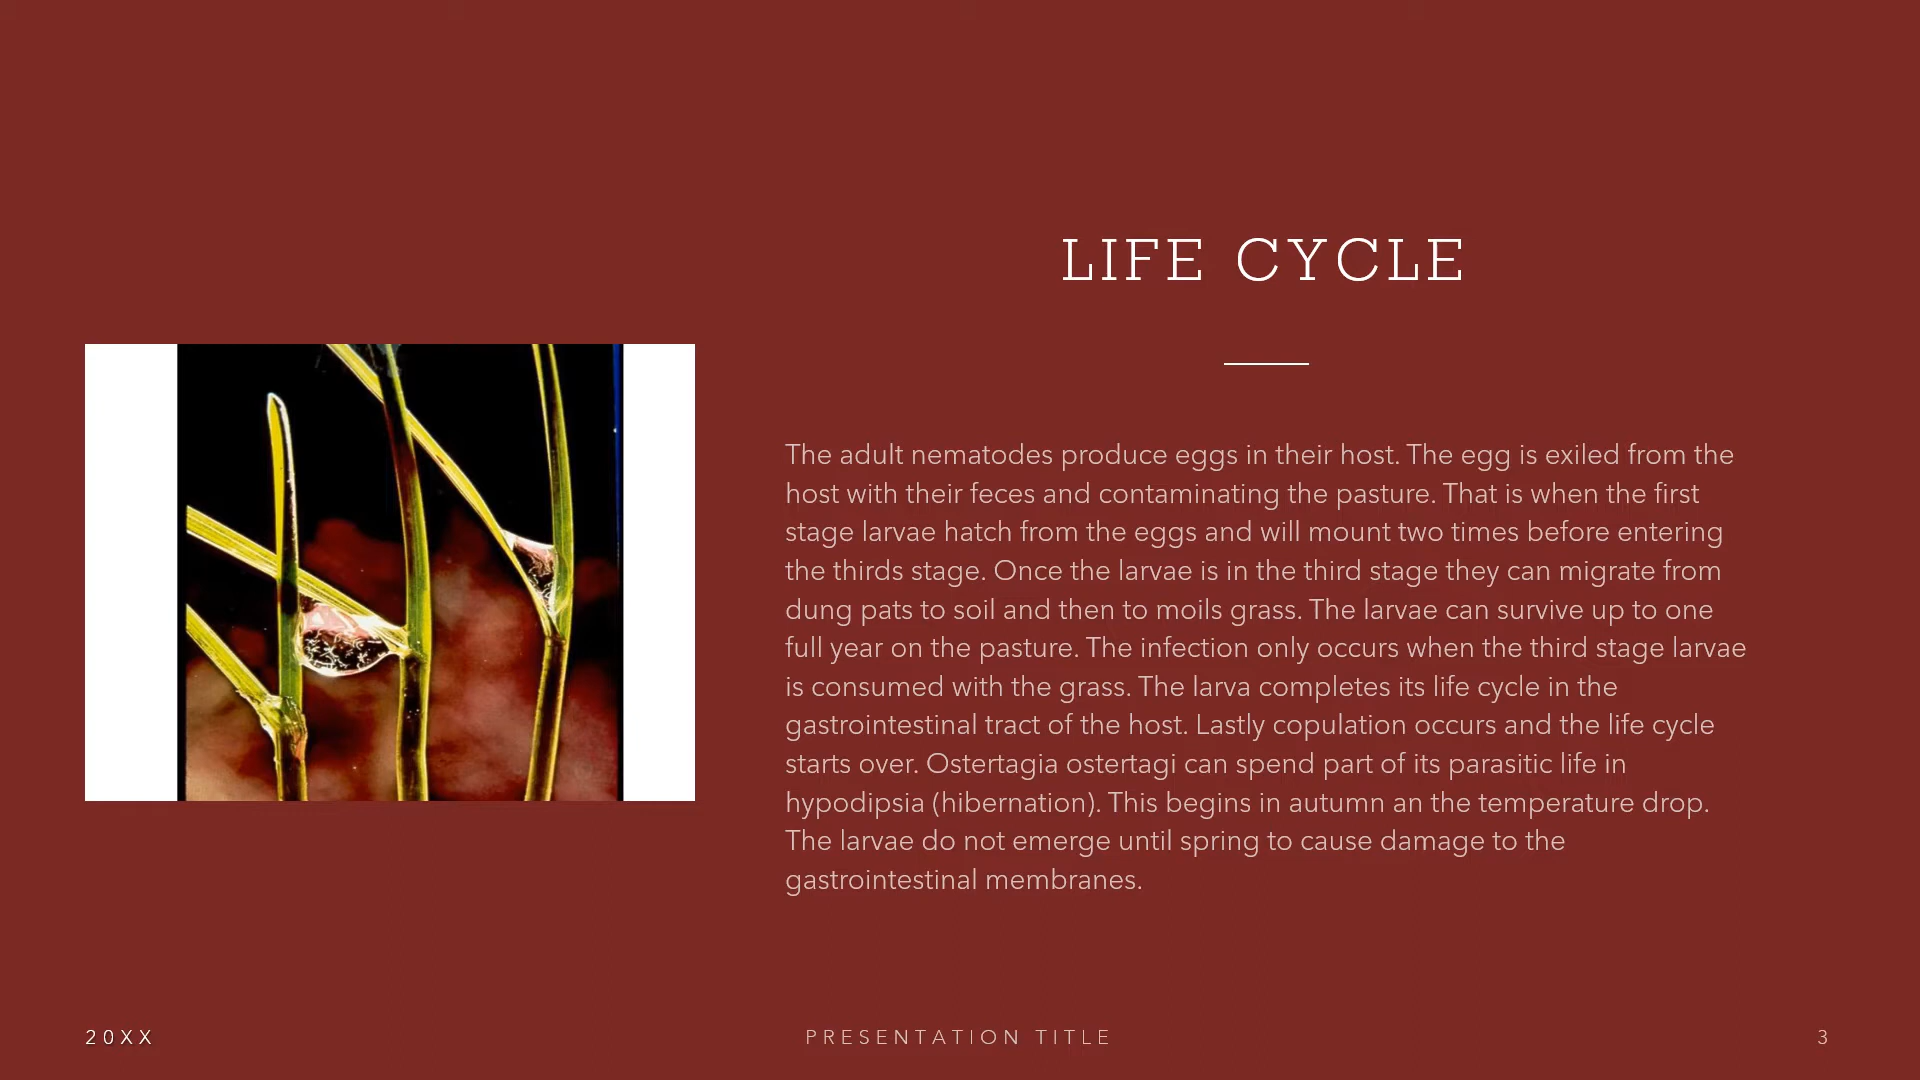 LIFE CYCLE
The adult nematodes produce eggs in their host. The egg is exiled from the
host with their feces and contaminating the pasture. That is when the first
stage larvae hatch from the eggs and will mount two times before entering
the thirds stage. Once the larvae is in the third stage they can migrate from
dung pats to soil and then to moils grass. The larvae can survive up to one
full year on the pasture. The infection only occurs when the third stage larvae
is consumed with the grass. The larva completes its life cycle in the
gastrointestinal tract of the host. Lastly copulation occurs and the life cycle
starts over. Ostertagia ostertagi can spend part of its parasitic life in
hypodipsia (hibernation). This begins in autumn an the temperature drop.
The larvae do not emerge until spring to cause damage to the
gastrointestinal membranes.
20XX
PRESENTATION TITLE
3